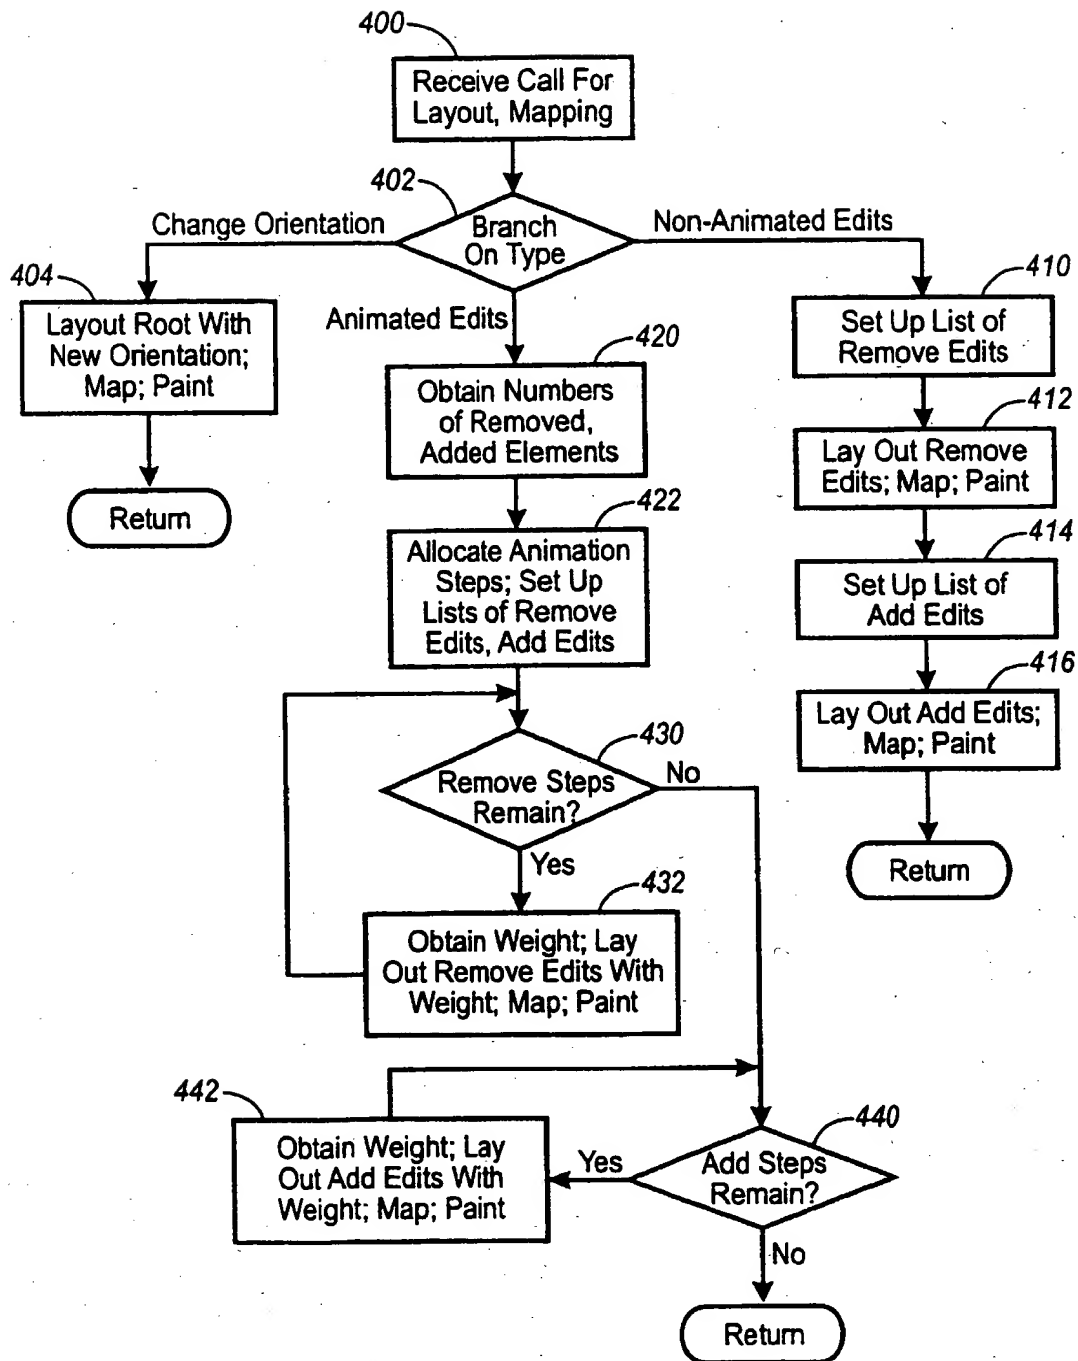 400
Receive Call For
Layout, Mapping
402
Branch
On Type
Change Orientation
Non-Animated Edits
Animated Edits
404
Layout Root With
New Orientation;
Map; Paint
Return
420
Obtain Numbers
of Removed,
Added Elements
422
Allocate Animation
Steps; Set Up
Lists of Remove
Edits, Add Edits
430
Remove Steps
Remain?
No
Yes
432
Obtain Weight; Lay
Out Remove Edits With
Weight; Map; Paint
442
Obtain Weight; Lay
Out Add Edits With
Weight; Map; Paint
Yes
440
Add Steps
Remain?
No
Return
410
Set Up List of
Remove Edits
412
Lay Out Remove
Edits; Map; Paint
414
Set Up List of
Add Edits
416
Lay Out Add Edits;
Map; Paint
Return